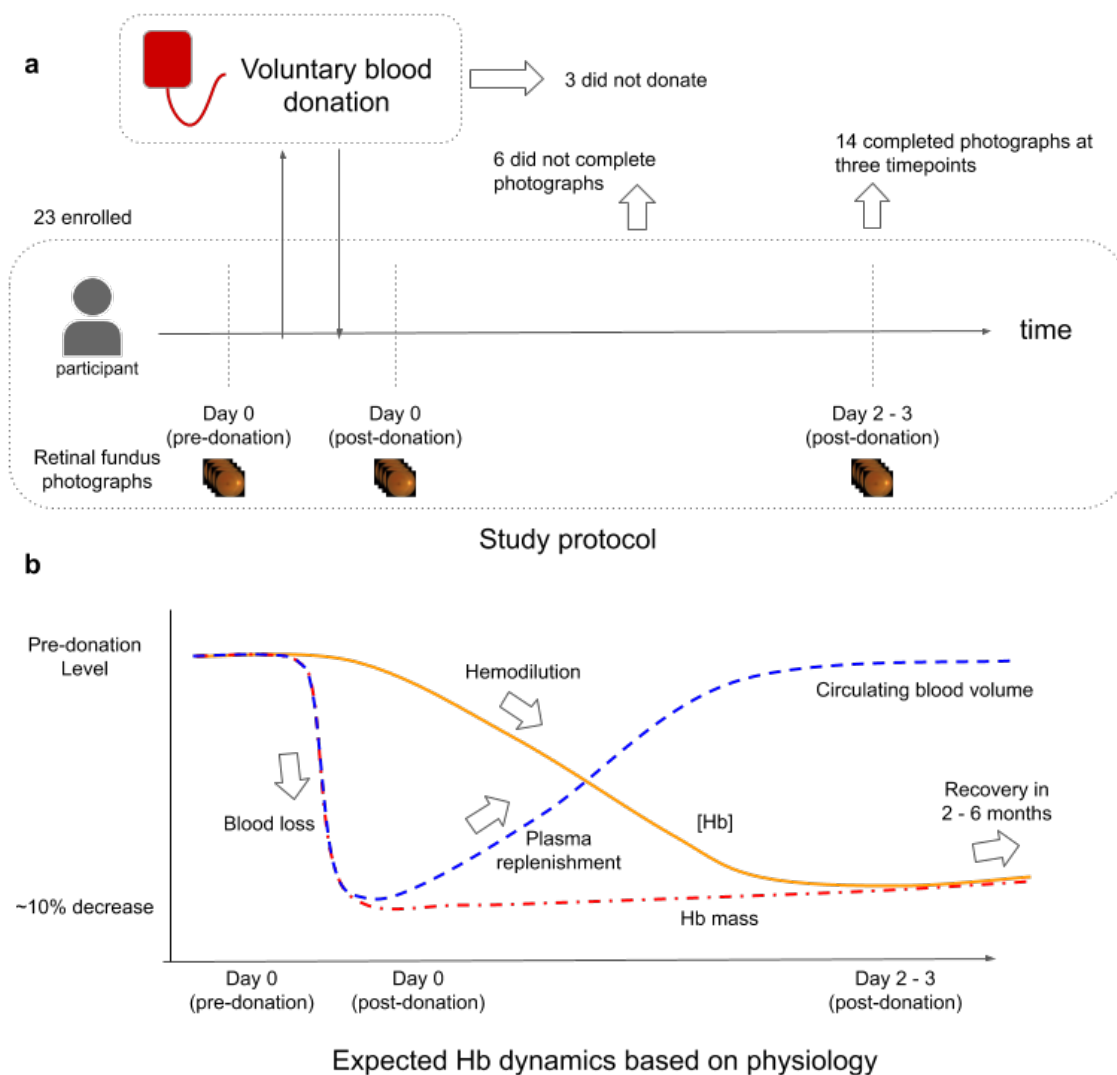 a
Voluntary blood
donation
3 did not donate
6 did not complete
photographs
14 completed photographs at
three timepoints
23 enrolled
participant
time
Day 0
(pre-donation)
Day 0
(post-donation)
Day 2 - 3
(post-donation)
Retinal fundus
photographs
Study protocol
b
Pre-donation
Level
Hemodilution
Circulating blood volume
Blood loss
Plasma
replenishment
[Hb]
Recovery in
2 - 6 months
~10% decrease
Hb mass
Day 0
(pre-donation)
Day 0
(post-donation)
Day 2 - 3
(post-donation)
Expected Hb dynamics based on physiology